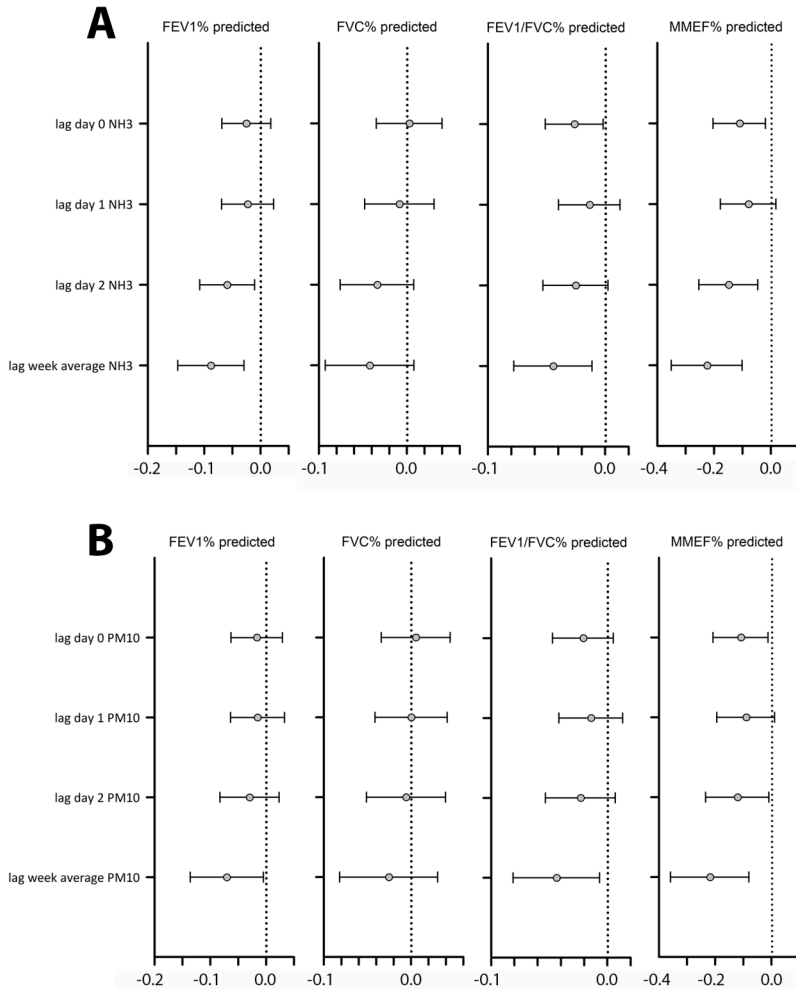 A
FEV1% predicted FVC% predicted FEV1/FVC% predicted MMEF% predicted
lag day 0 NH3
lag day 1 NH3
lag day 2 NH3
lag week average NH3
-0.2 -0.1 0.0 -0.1 0.0 -0.1 0.0 -0.4 -0.2 0.0
B
FEV1% predicted FVC% predicted FEV1/FVC% predicted MMEF% predicted
lag day 0 PM10
lag day 1 PM10
lag day 2 PM10
lag week average PM10
-0.2 -0.1 0.0 -0.1 0.0 -0.1 0.0 -0.4 -0.2 0.0